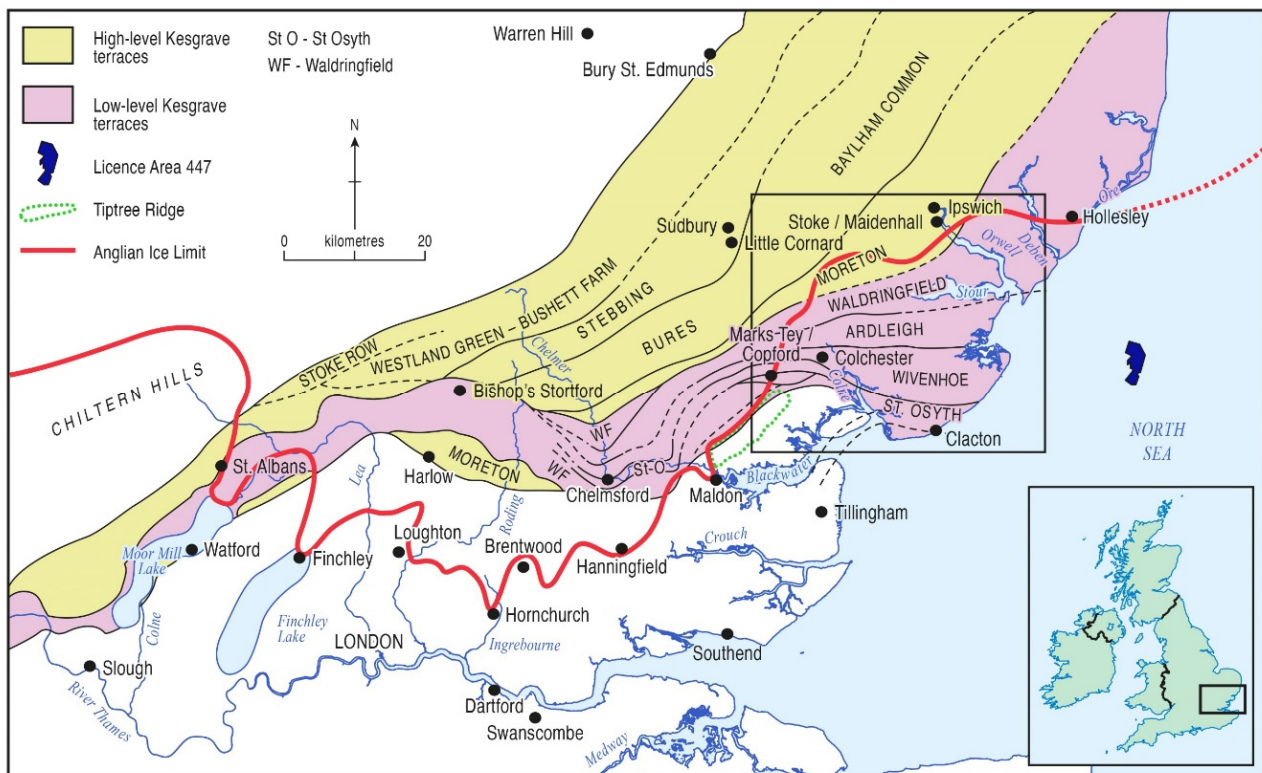 High-level Kesgrave
terraces
Low-level Kesgrave
terraces
Licence Area 447
Tiptree Ridge
Anglian Ice Limit
St O - St Osyth
WF - Waldringfield
N
0 kilometres 20
Warren Hill
Bury St. Edmunds
BAYLHAM COMMON
Sudbury
Little Cornard
Ipswich
Stoke / Maidenhall
Hollesley
Ore
Deben
Orwell
Stour
MORETON
WALDRINGFIELD
ARDLEIGH
WIVENHOE
ST. OSYTH
Marks Tey /
Copford
Colchester
Colne
Clacton
STOKE ROW
WESTLAND GREEN - BUSHETT FARM
STEBBING
BURES
Chelmer
CHILTERN HILLS
Bishop's Stortford
WF
WF
St-O
St. Albans
Lea
Harlow
MORETON
Roding
Chelmsford
Maldon
Blackwater
Tillingham
NORTH
SEA
Moor Mill
Lake
Watford
Finchley
Loughton
Brentwood
Hanningfield
Crouch
Colne
Finchley
Lake
Hornchurch
Ingrebourne
LONDON
Southend
Slough
River Thames
Dartford
Swanscombe
Medway